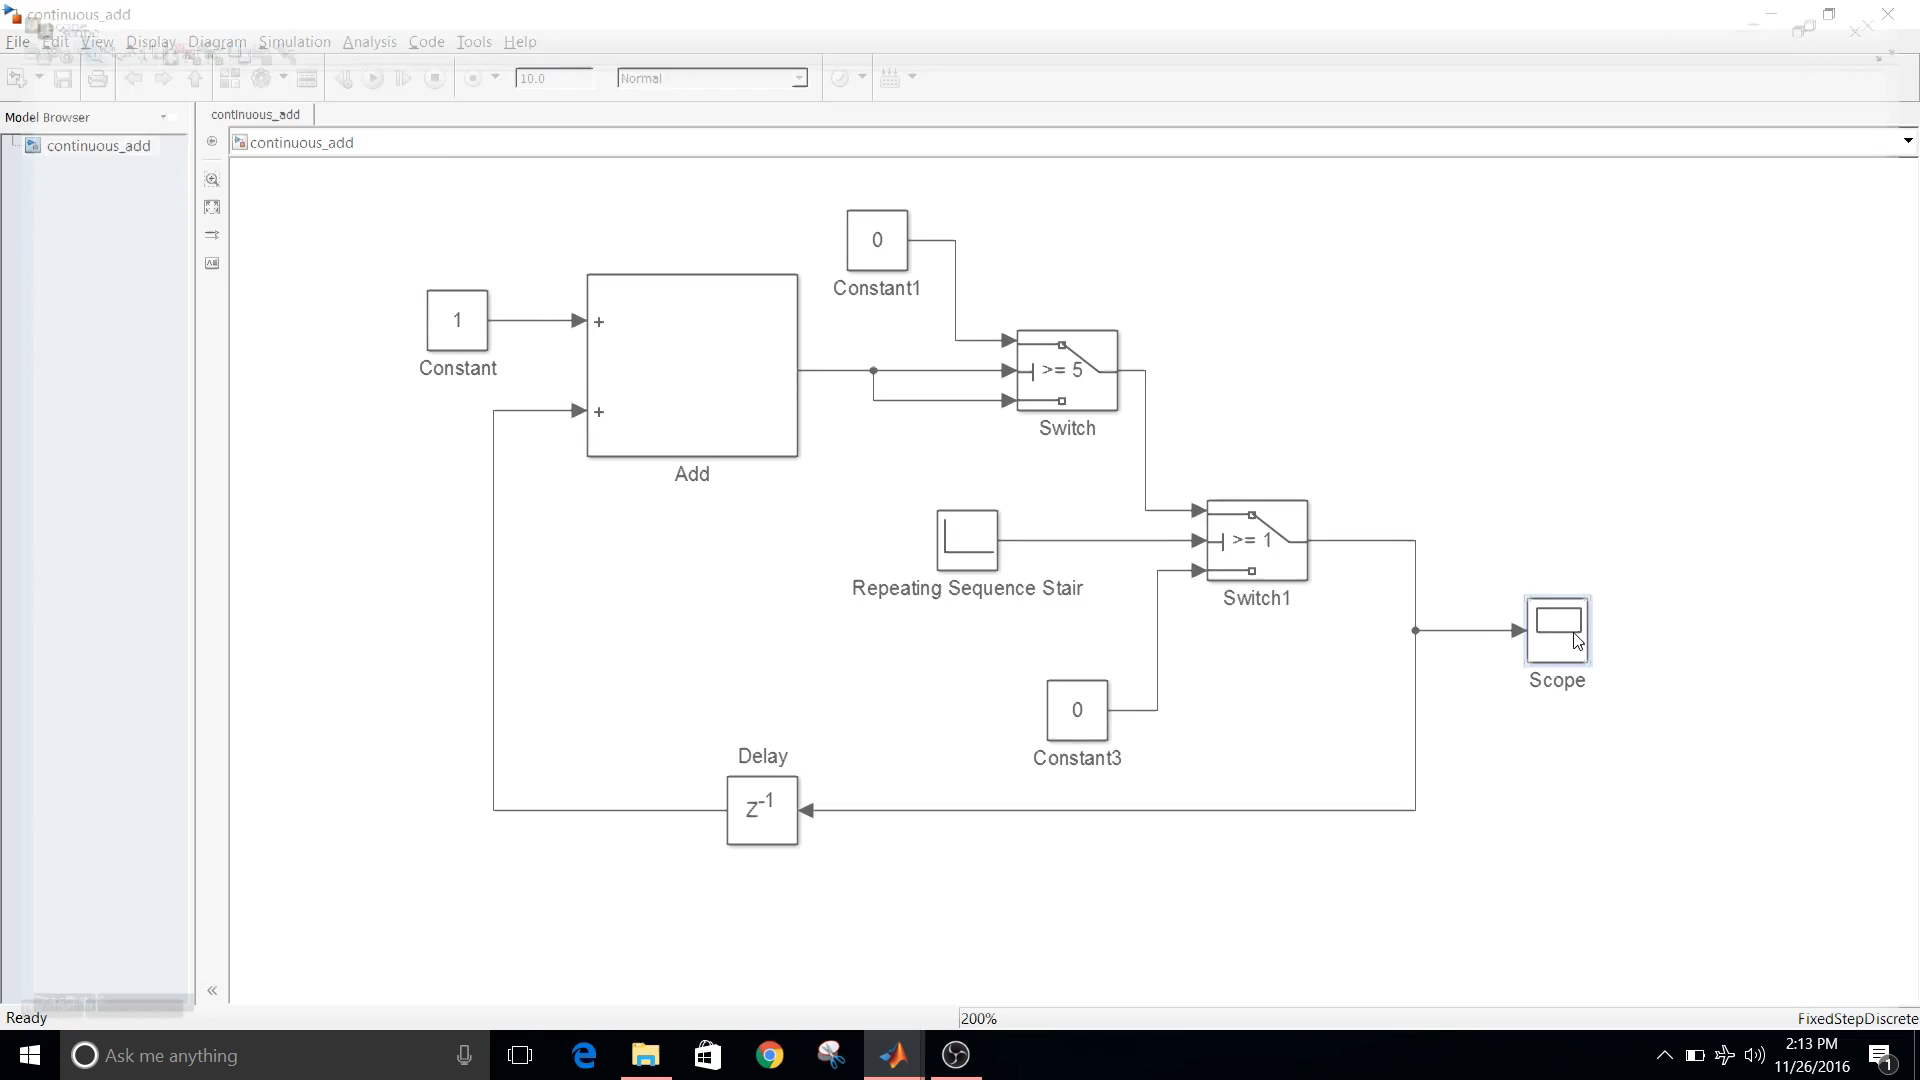 continuous_add
File Edit View Display Diagram Simulation Analysis Code Tools Help
10.0
Normal
Model Browser
continuous_add
continuous_add
continuous_add
0
Constant1
1
Constant
+
+
Add
>= 5
Switch
Repeating Sequence Stair
>= 1
Switch1
Scope
0
Constant3
Delay
Z-1
Ready
200%
FixedStepDiscrete
Ask me anything
2:13 PM
11/26/2016
1